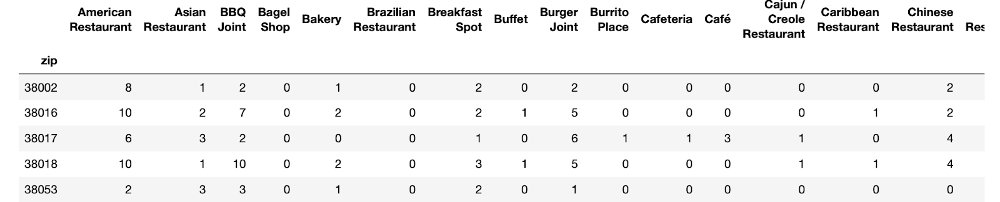 American Restaurant Asian Restaurant BBQ Joint Bagel Shop Bakery Brazilian Restaurant Breakfast Spot Buffet Burger Joint Burrito Place Cafeteria Café Cajun / Creole Restaurant Caribbean Restaurant Chinese Restaurant Res
zip
38002 8 1 2 0 1 0 2 0 2 0 0 0 0 0 2
38016 10 2 7 0 2 0 2 1 5 0 0 0 0 1 2
38017 6 3 2 0 0 0 1 0 6 1 1 3 1 0 4
38018 10 1 10 0 2 0 3 1 5 0 0 0 1 1 4
38053 2 3 3 0 1 0 2 0 1 0 0 0 0 0 0